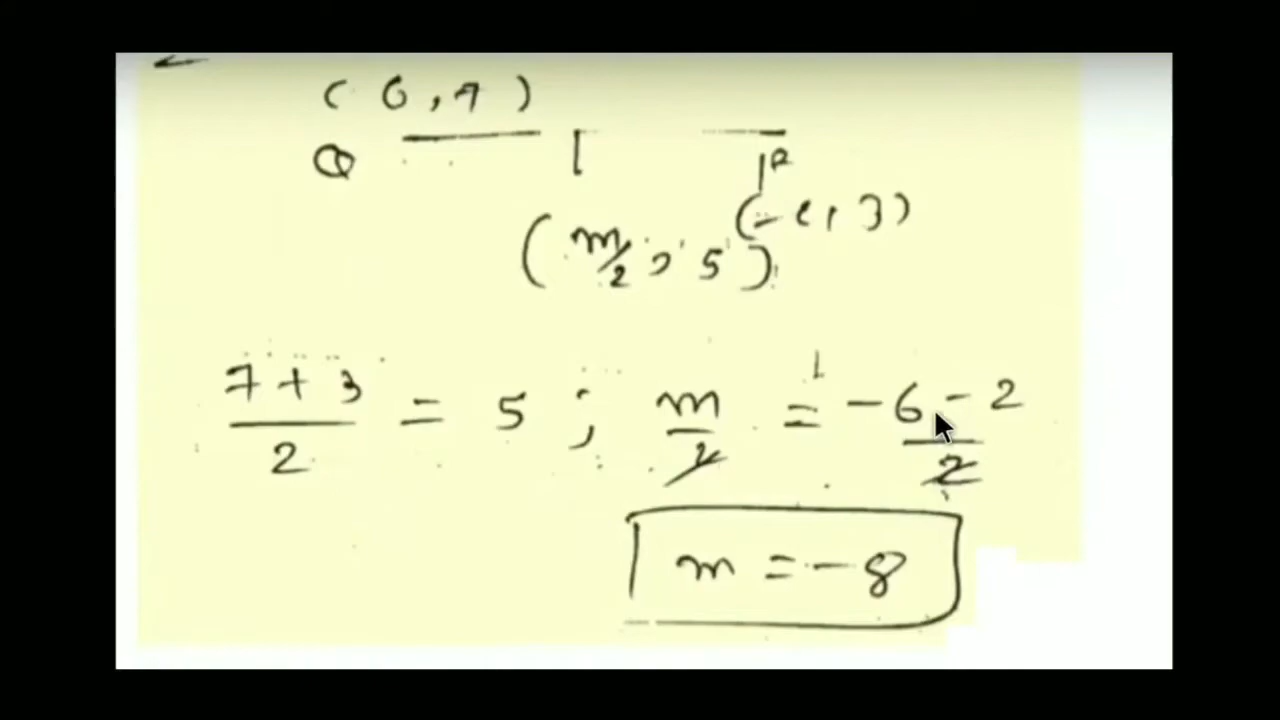 (6,7)
Q R
(m/2, 5) (-2, 3)
7+3/2 = 5 ; m/2 = -6-2/2
m = -8